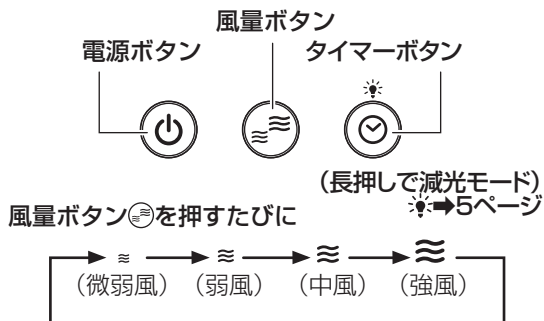 風量ボタン
電源ボタン
タイマーボタン
(長押しで減光モード)
➡5ページ
風量ボタンを押すたびに
(微弱風) (弱風) (中風) (強風)